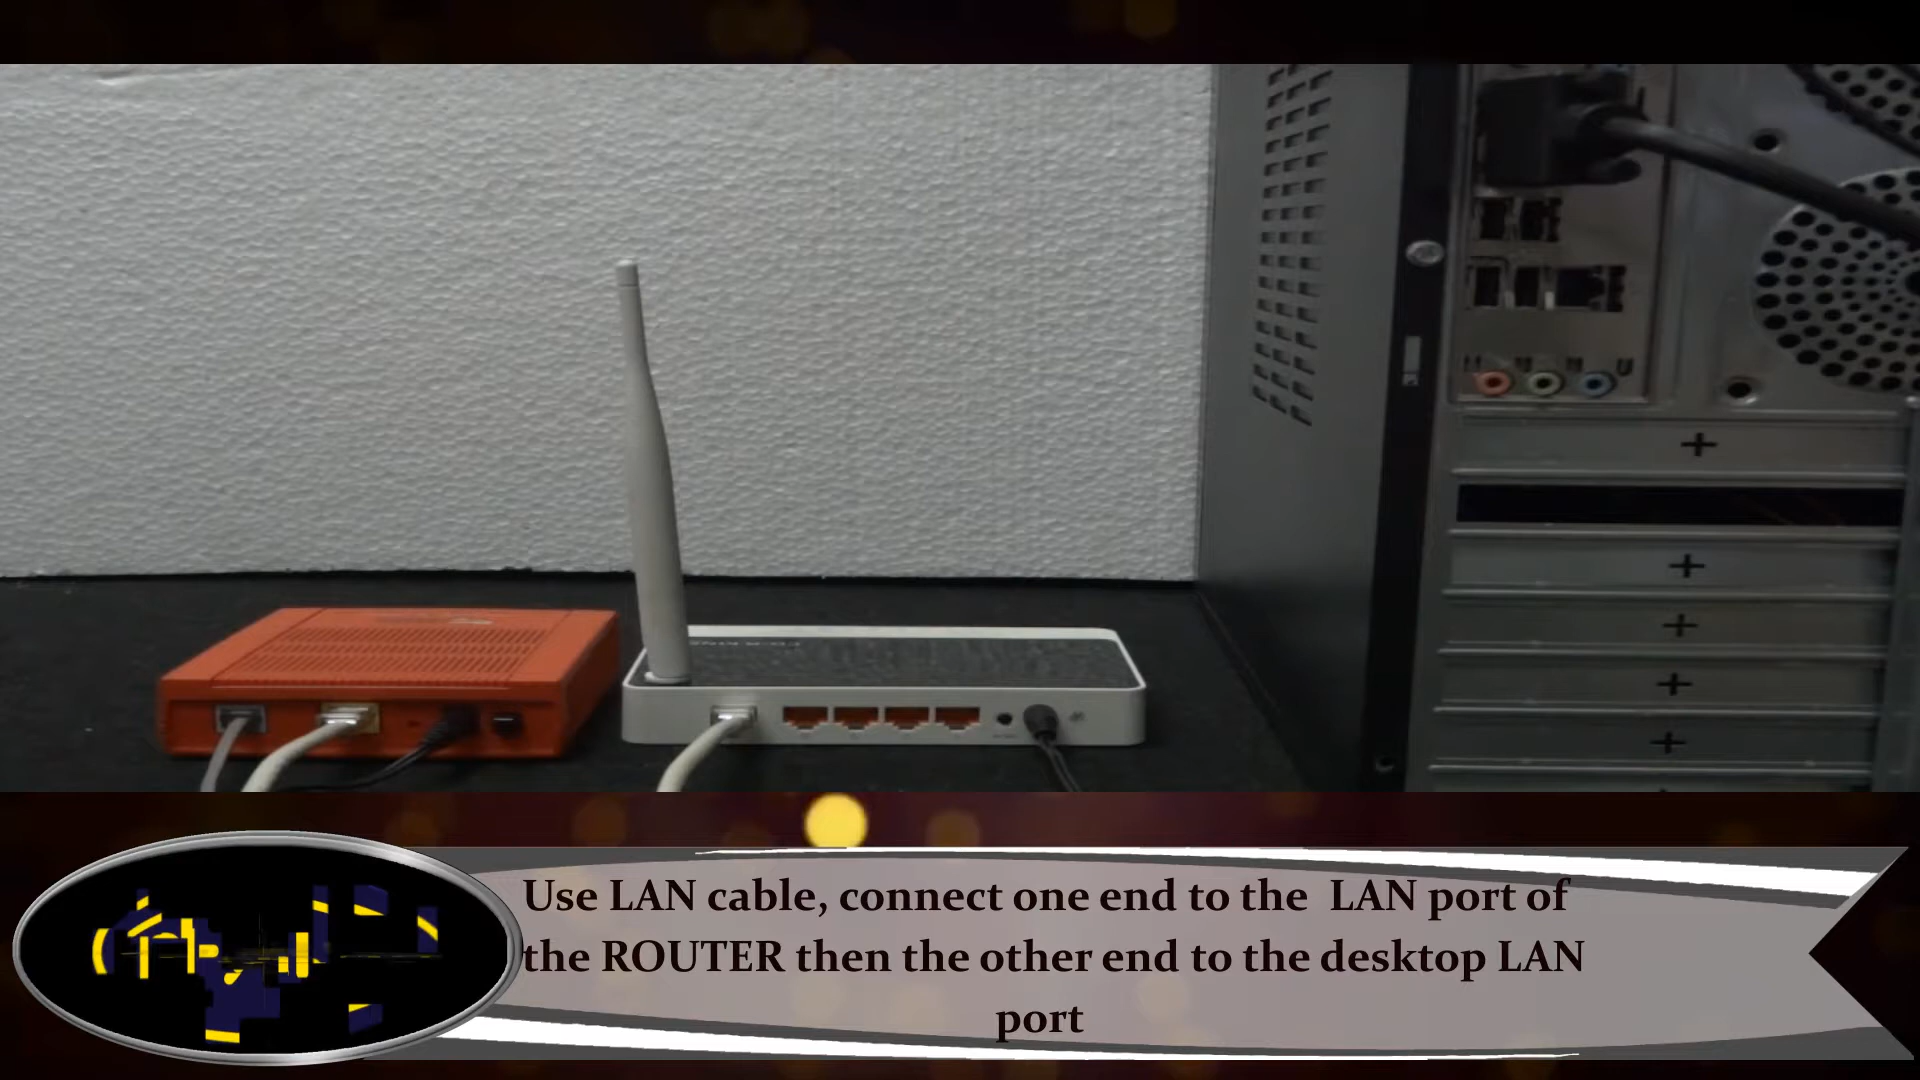 Use LAN cable, connect one end to the LAN port of
the ROUTER then the other end to the desktop LAN
port